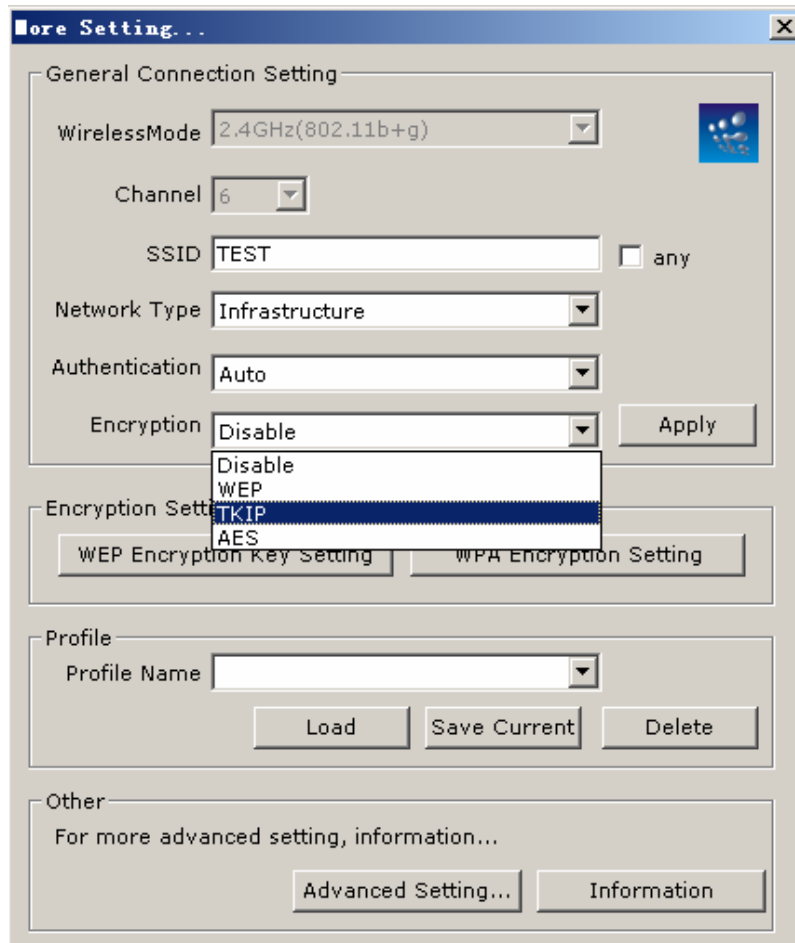 More Setting...
General Connection Setting
WirelessMode 2.4GHz(802.11b+g)
Channel 6
SSID TEST any
Network Type Infrastructure
Authentication Auto
Encryption Disable Apply
Disable
WEP
TKIP
AES
Encryption Setti
WEP Encryption Key Setting WPA Encryption Setting
Profile
Profile Name
Load Save Current Delete
Other
For more advanced setting, information...
Advanced Setting... Information